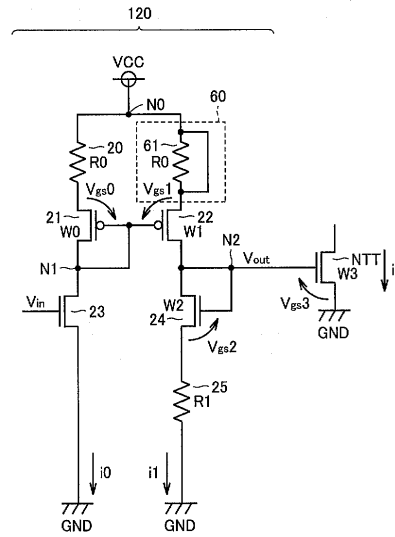 120
VCC
N0
60
20
R0
61
R0
Vgs0
Vgs1
21
W0
22
W1
N1
N2
Vout
NTT
W3
i
Vin
23
W2
24
Vgs2
Vgs3
GND
25
R1
i0
i1
GND
GND